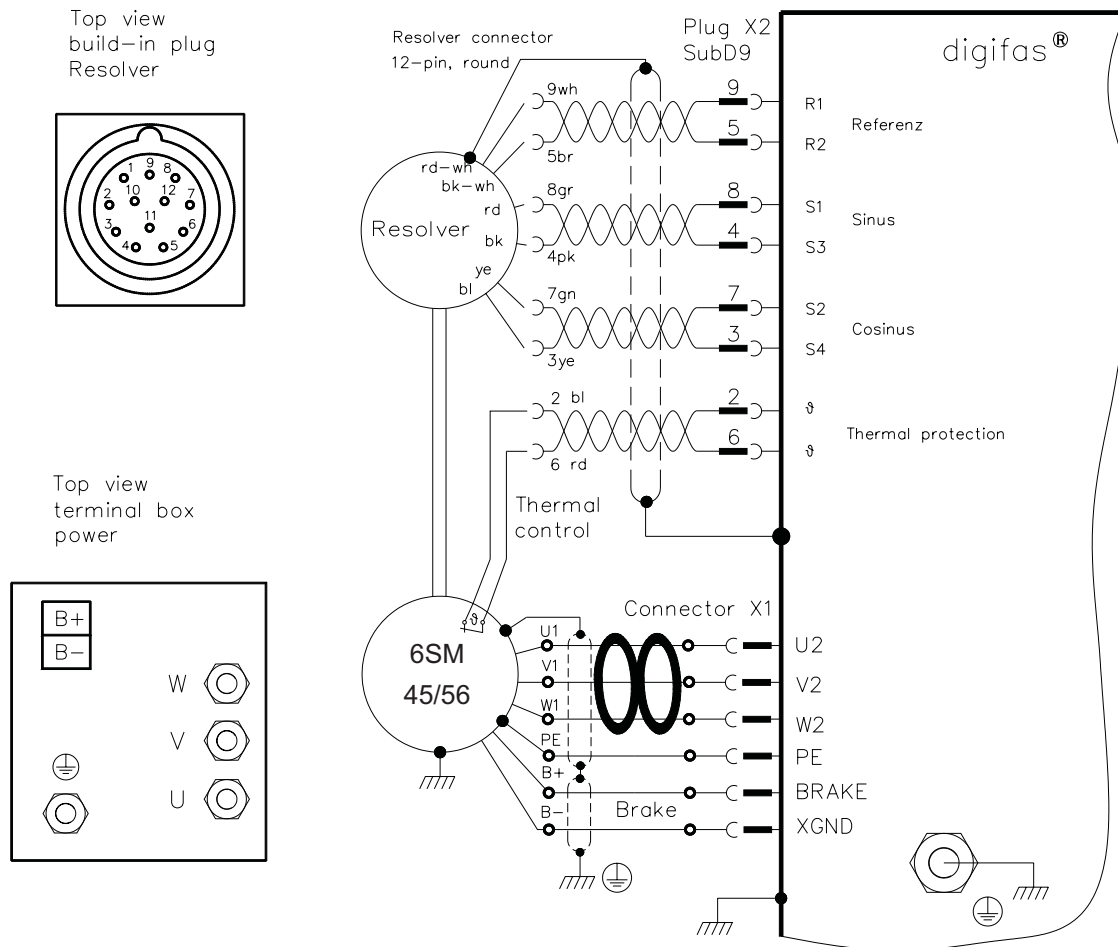 Top view
build-in plug
Resolver
1 9 8
2 10 12 7
3 11 6
4 5
Top view
terminal box
power
B+
B-
W
V
U
Resolver connector
12-pin, round
Plug X2
SubD9
digifas®
9wh 9 R1
Referenz
5br 5 R2
rd-wh
bk-wh
8gr 8 S1
rd
Resolver
Sinus
bk
4pk 4 S3
ye
bl
7gn 7 S2
Cosinus
3ye 3 S4
2 bl 2 ϑ
Thermal protection
6 rd 6 ϑ
Thermal
control
Connector X1
ϑ
6SM
45/56
U1 U2
V1 V2
W1 W2
PE PE
B+ BRAKE
Brake
B- XGND